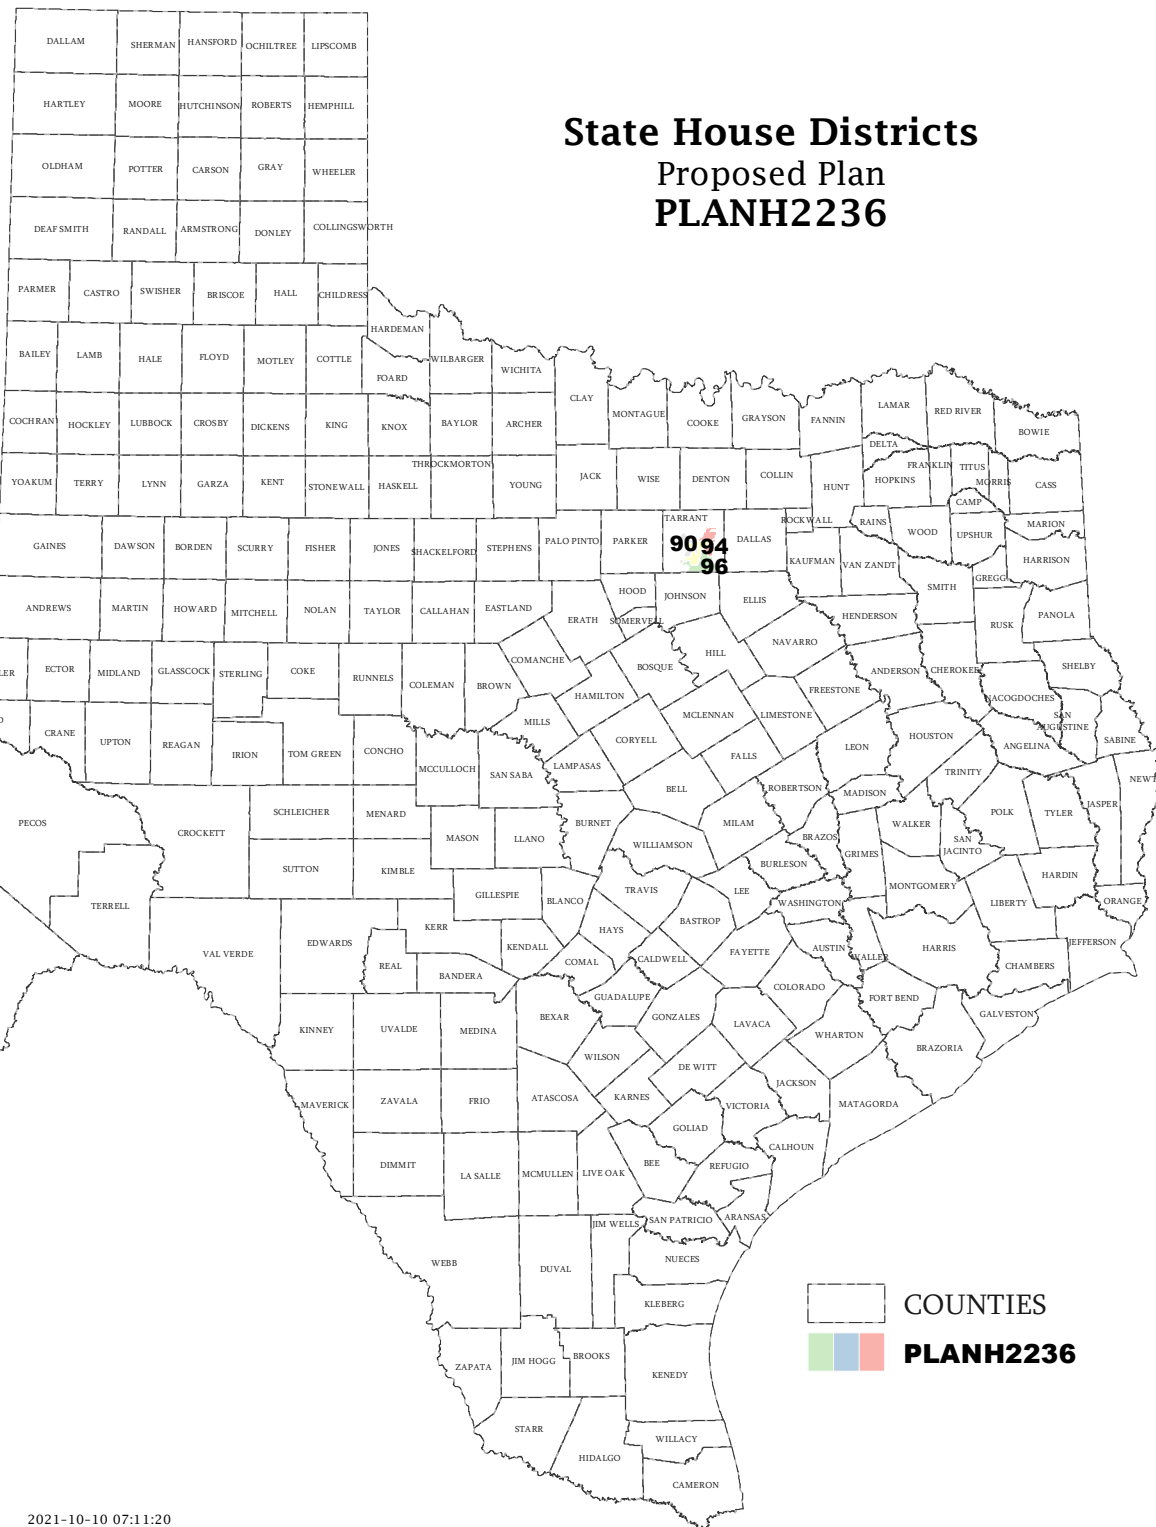 State House Districts
Proposed Plan
PLANH2236
DALLAM
SHERMAN
HANSFORD
OCHILTREE
LIPSCOMB
HARTLEY
MOORE
HUTCHINSON
ROBERTS
HEMPHILL
OLDHAM
POTTER
CARSON
GRAY
WHEELER
DEAF SMITH
RANDALL
ARMSTRONG
DONLEY
COLLINGSWORTH
PARMER
CASTRO
SWISHER
BRISCOE
HALL
CHILDRESS
HARDEMAN
BAILEY
LAMB
HALE
FLOYD
MOTLEY
COTTLE
FOARD
WILBARGER
WICHITA
CLAY
MONTAGUE
COOKE
GRAYSON
FANNIN
LAMAR
RED RIVER
BOWIE
COCHRAN
HOCKLEY
LUBBOCK
CROSBY
DICKENS
KING
KNOX
BAYLOR
ARCHER
DELTA
YOAKUM
TERRY
LYNN
GARZA
KENT
STONEWALL
HASKELL
THROCKMORTON
YOUNG
JACK
WISE
DENTON
COLLIN
HUNT
HOPKINS
FRANKLIN
TITUS
MORRIS
CASS
CAMP
GAINES
DAWSON
BORDEN
SCURRY
FISHER
JONES
SHACKELFORD
STEPHENS
PALO PINTO
PARKER
TARRANT
90
94
96
DALLAS
ROCKWALL
KAUFMAN
RAINS
VAN ZANDT
WOOD
UPSHUR
MARION
HARRISON
SMITH
GREGG
ANDREWS
MARTIN
HOWARD
MITCHELL
NOLAN
TAYLOR
CALLAHAN
EASTLAND
ERATH
HOOD
SOMERVELL
JOHNSON
ELLIS
HENDERSON
RUSK
PANOLA
LER
ECTOR
MIDLAND
GLASSCOCK
STERLING
COKE
RUNNELS
COLEMAN
BROWN
COMANCHE
HAMILTON
BOSQUE
HILL
NAVARRO
FREESTONE
ANDERSON
CHEROKEE
NACOGDOCHES
SHELBY
CRANE
UPTON
REAGAN
IRION
TOM GREEN
CONCHO
MCCULLOCH
SAN SABA
MILLS
LAMPASAS
CORYELL
MCLENNAN
LIMESTONE
FALLS
LEON
HOUSTON
ANGELINA
SAN
AUGUSTINE
SABINE
PECOS
CROCKETT
SCHLEICHER
MENARD
MASON
LLANO
BURNET
BELL
MILAM
ROBERTSON
MADISON
BRAZOS
WALKER
TRINITY
SAN
JACINTO
POLK
TYLER
JASPER
NEWT
TERRELL
SUTTON
KIMBLE
GILLESPIE
BLANCO
WILLIAMSON
TRAVIS
LEE
BURLESON
GRIMES
MONTGOMERY
LIBERTY
HARDIN
ORANGE
VAL VERDE
EDWARDS
REAL
KERR
BANDERA
KENDALL
HAYS
COMAL
CALDWELL
BASTROP
FAYETTE
WASHINGTON
AUSTIN
WALLER
HARRIS
CHAMBERS
JEFFERSON
KINNEY
UVALDE
MEDINA
BEXAR
GUADALUPE
GONZALES
LAVACA
COLORADO
WHARTON
FORT BEND
GALVESTON
BRAZORIA
MAVERICK
ZAVALA
FRIO
ATASCOSA
WILSON
KARNES
DE WITT
VICTORIA
JACKSON
MATAGORDA
DIMMIT
LA SALLE
MCMULLEN
LIVE OAK
BEE
GOLIAD
REFUGIO
CALHOUN
ARANSAS
SAN PATRICIO
JIM WELLS
NUECES
WEBB
DUVAL
KLEBERG
ZAPATA
JIM HOGG
BROOKS
KENEDY
STARR
HIDALGO
WILLACY
CAMERON
COUNTIES
PLANH2236
2021-10-10 07:11:20